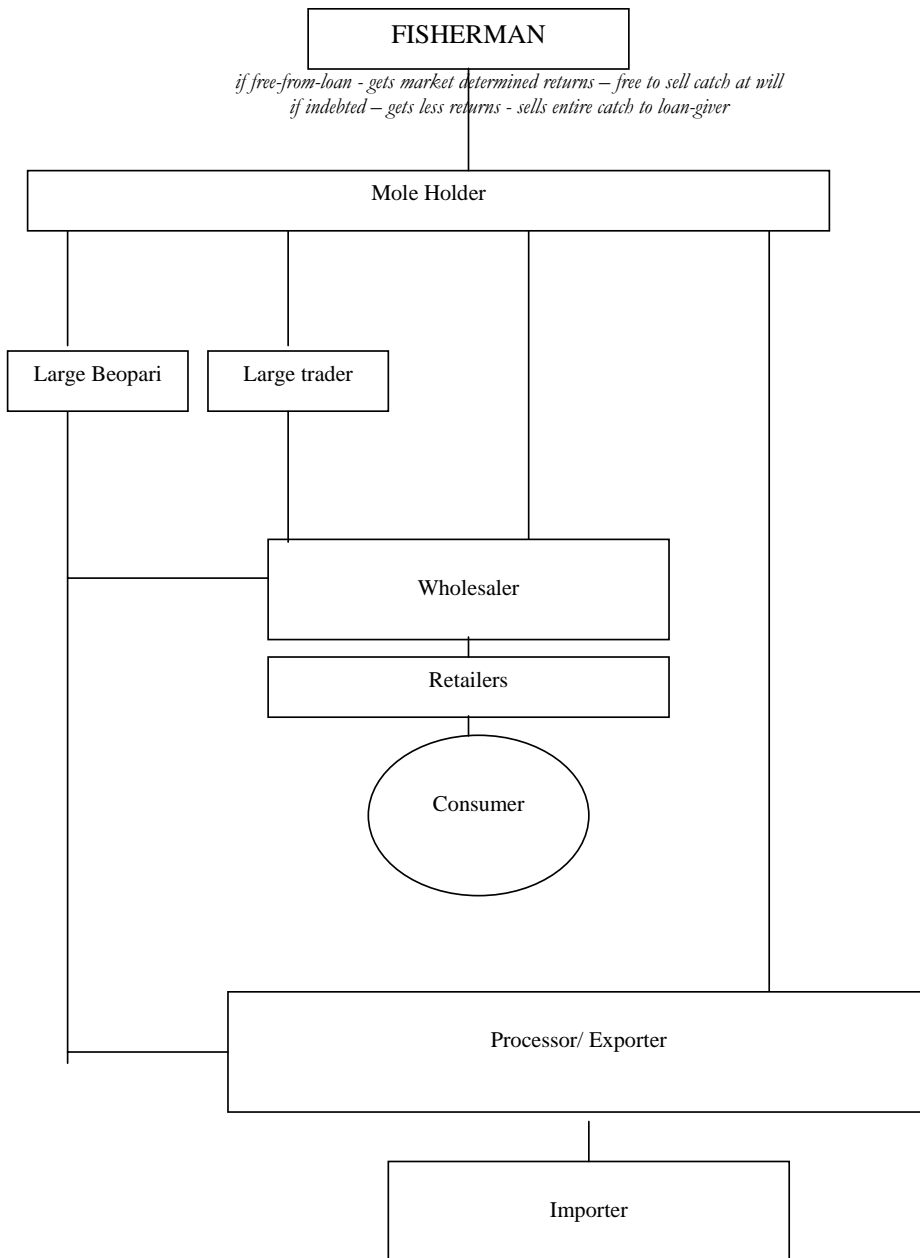 FISHERMAN
if free-from-loan - gets market determined returns – free to sell catch at will
if indebted – gets less returns - sells entire catch to loan-giver
Mole Holder
Large Beopari
Large trader
Wholesaler
Retailers
Consumer
Processor/ Exporter
Importer